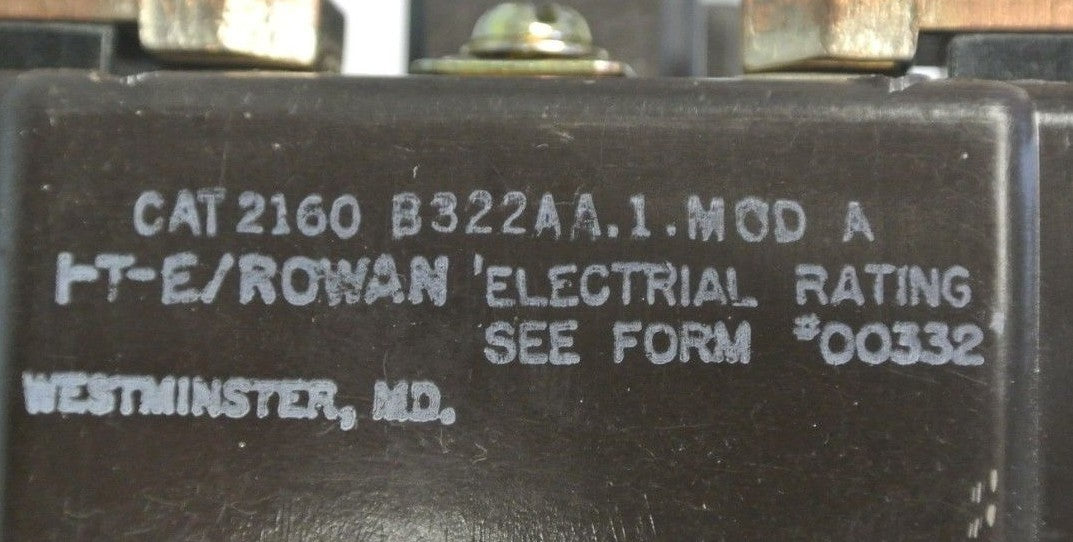 CAT 2160 B322AA.1.MOD A
I-T-E/ROWAN 'ELECTRIAL RATING
SEE FORM #00332
WESTMINSTER, MD.